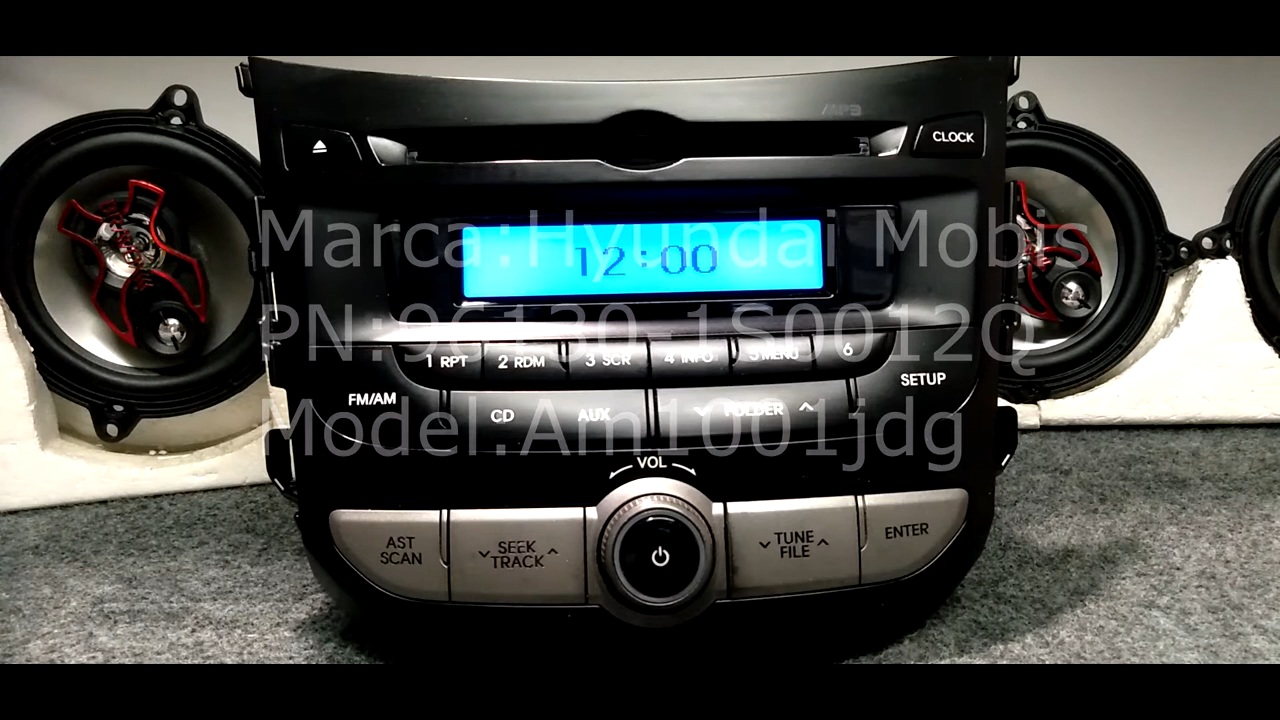 MP3
CLOCK
Marca:Hyundai Mobis
12:00
PN:96130-1S0012Q
1 RPT
2 RDM
3 SCR
4 INFO
5 MENU
6
FM/AM
CD
AUX
FOLDER
SETUP
Model:Am1001jdg
VOL
AST
SCAN
SEEK
TRACK
TUNE
FILE
ENTER